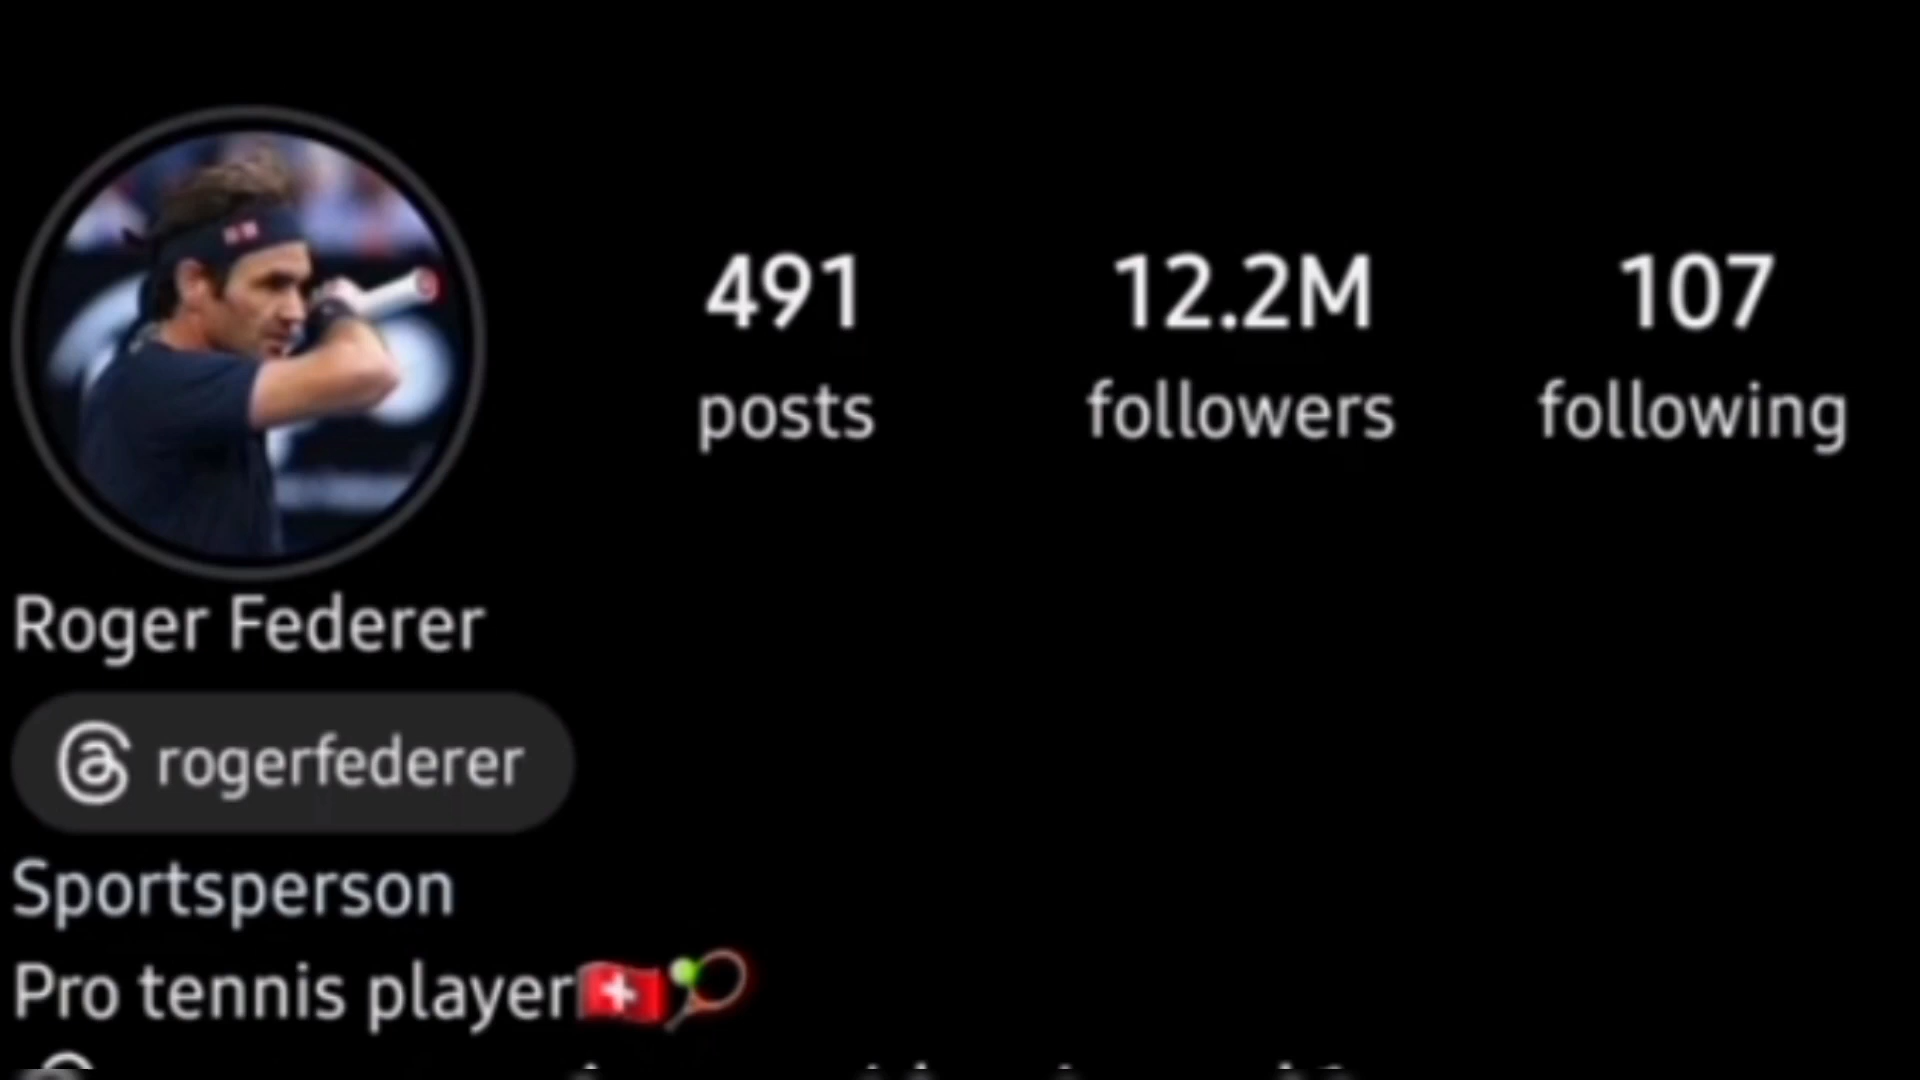 491 12.2M 107
posts followers following
Roger Federer
rogerfederer
Sportsperson
Pro tennis player🇨🇭🎾